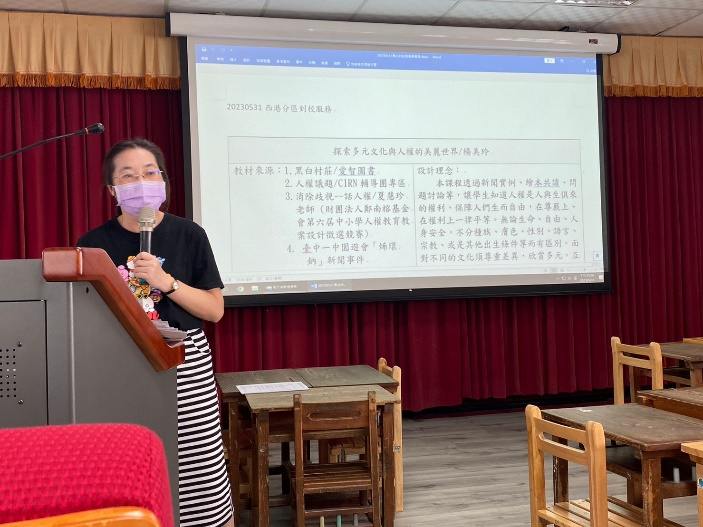 20230531 西港分區到校服務
探索多元文化與人權的美麗世界/楊美玲
教材來源：1. 黑白村莊/愛智圖書
2. 人權議題/CIRN 輔導團專區
3. 消除歧視一話人權/夏慧珍
老師（財團法人鄭南榕基金
會第六屆中小學人權教育教
案設計徵選競賽）
4. 臺中一中園遊會「烯環
鈉」新聞事件
設計理念：
本課程透過新聞實例、繪本共讀、問
題討論等，讓學生知道人權是人與生俱來
的權利，保障人們生而自由，在尊嚴上、
在權利上一律平等。無論生命、自由、人
身安全，不分種族、膚色、性別、語言、
宗教、或是其他出生條件等而有區別，面
對不同的文化須尊重差異，欣賞多元，在